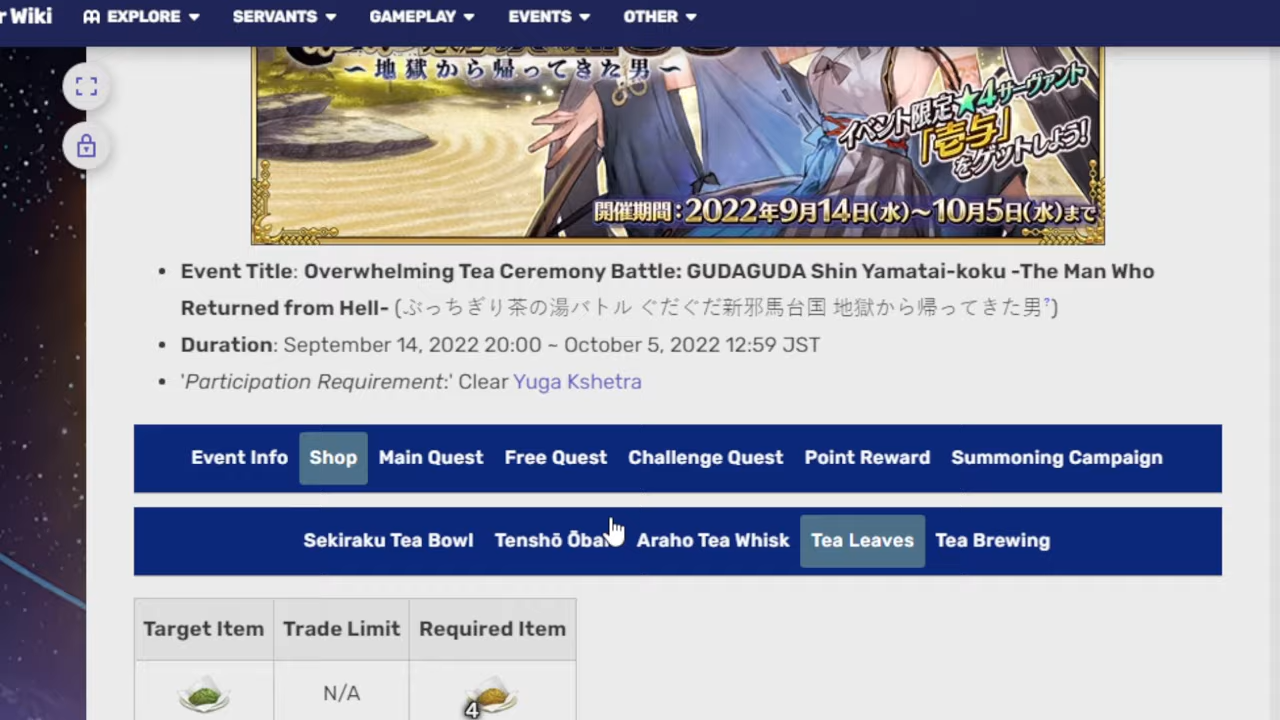 r Wiki EXPLORE SERVANTS GAMEPLAY EVENTS OTHER
～地獄から帰ってきた男～
イベント限定★4サーヴァント
「壱与」
をゲットしよう!
開催期間：2022年9月14日(水)～10月5日(水)まで
• Event Title: Overwhelming Tea Ceremony Battle: GUDAGUDA Shin Yamatai-koku -The Man Who
Returned from Hell- (ぶっちぎり茶の湯バトル ぐだぐだ新邪馬台国 地獄から帰ってきた男?)
• Duration: September 14, 2022 20:00 ~ October 5, 2022 12:59 JST
• 'Participation Requirement:' Clear Yuga Kshetra
Event Info Shop Main Quest Free Quest Challenge Quest Point Reward Summoning Campaign
Sekiraku Tea Bowl Tenshō Araho Tea Whisk Tea Leaves Tea Brewing
Target Item Trade Limit Required Item
N/A 4